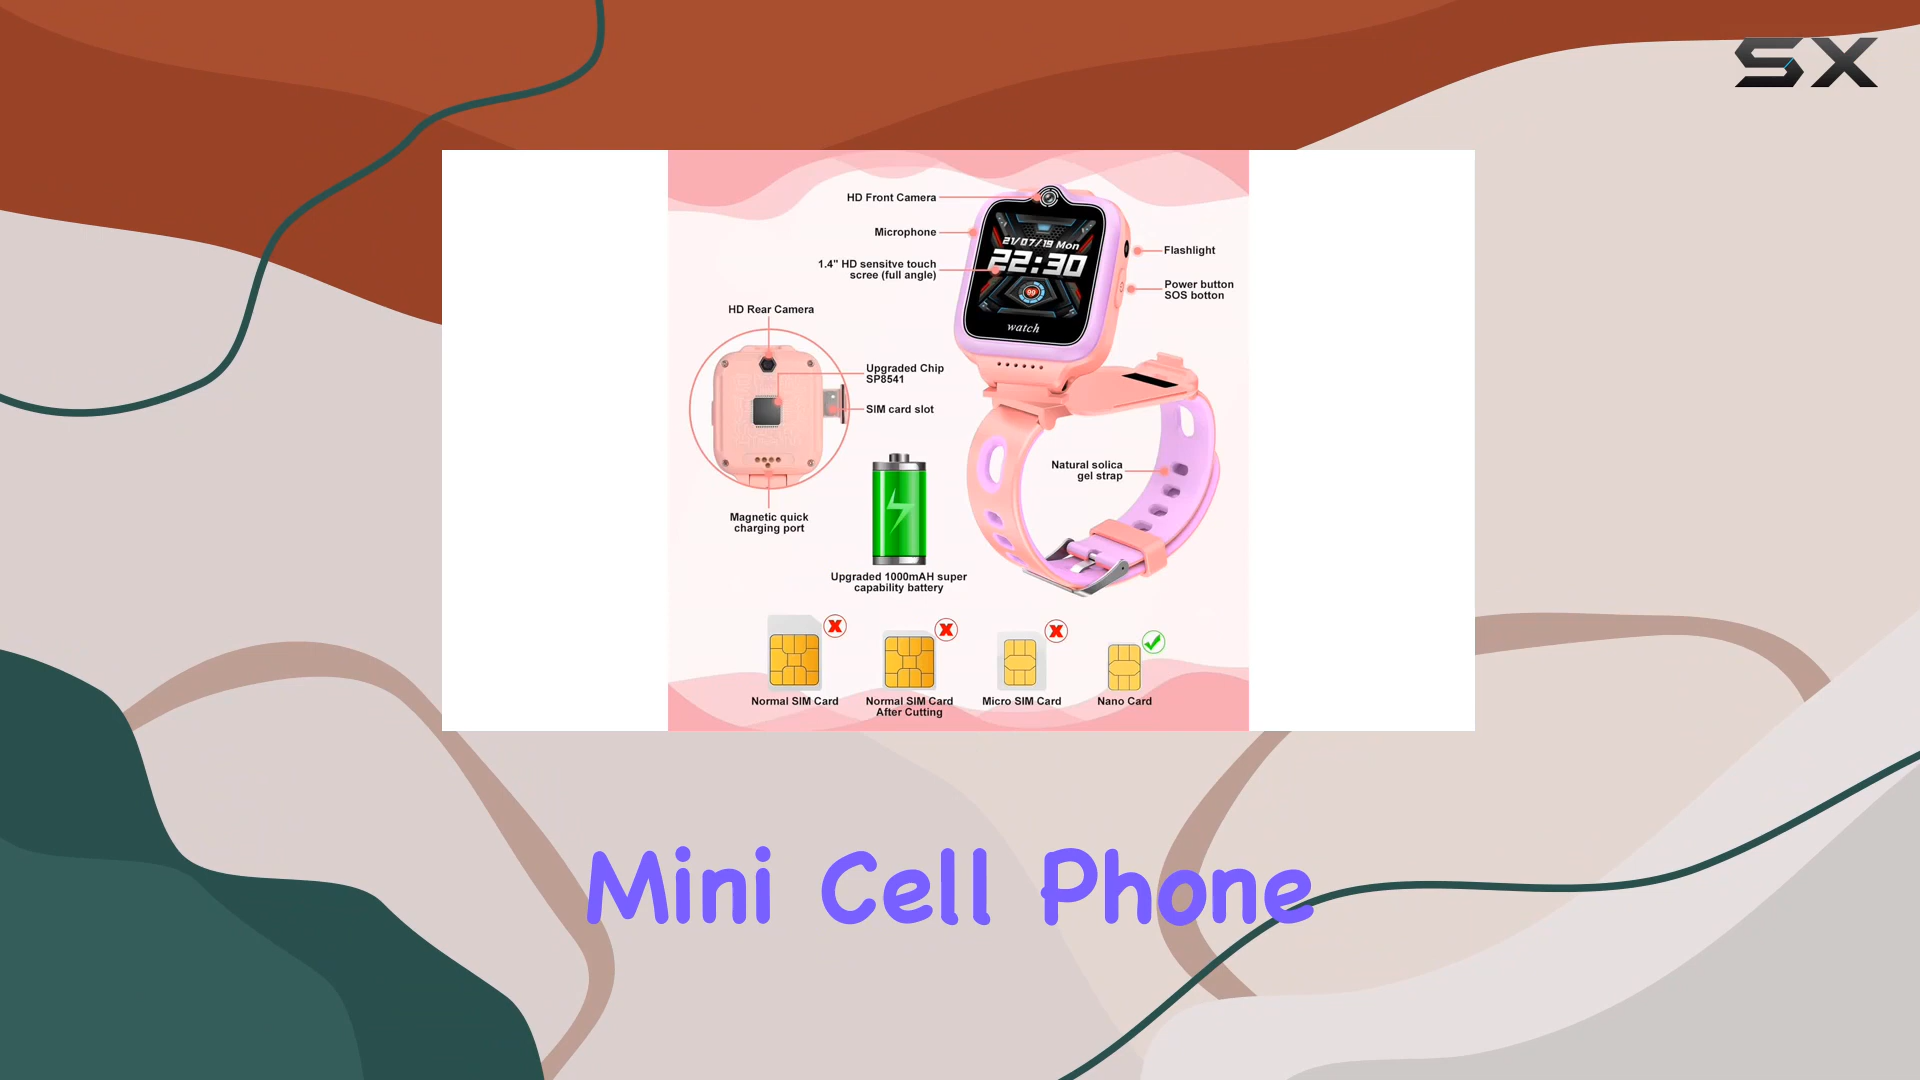 SX
HD Front Camera
Microphone
1.4" HD sensitve touch
scree (full angle)
21/07/19 Mon
22:30
99
watch
Flashlight
Power button
SOS botton
HD Rear Camera
Upgraded Chip
SP8541
SIM card slot
Magnetic quick
charging port
Natural solica
gel strap
Upgraded 1000mAH super
capability battery
Normal SIM Card
Normal SIM Card
After Cutting
Micro SIM Card
Nano Card
Mini Cell Phone